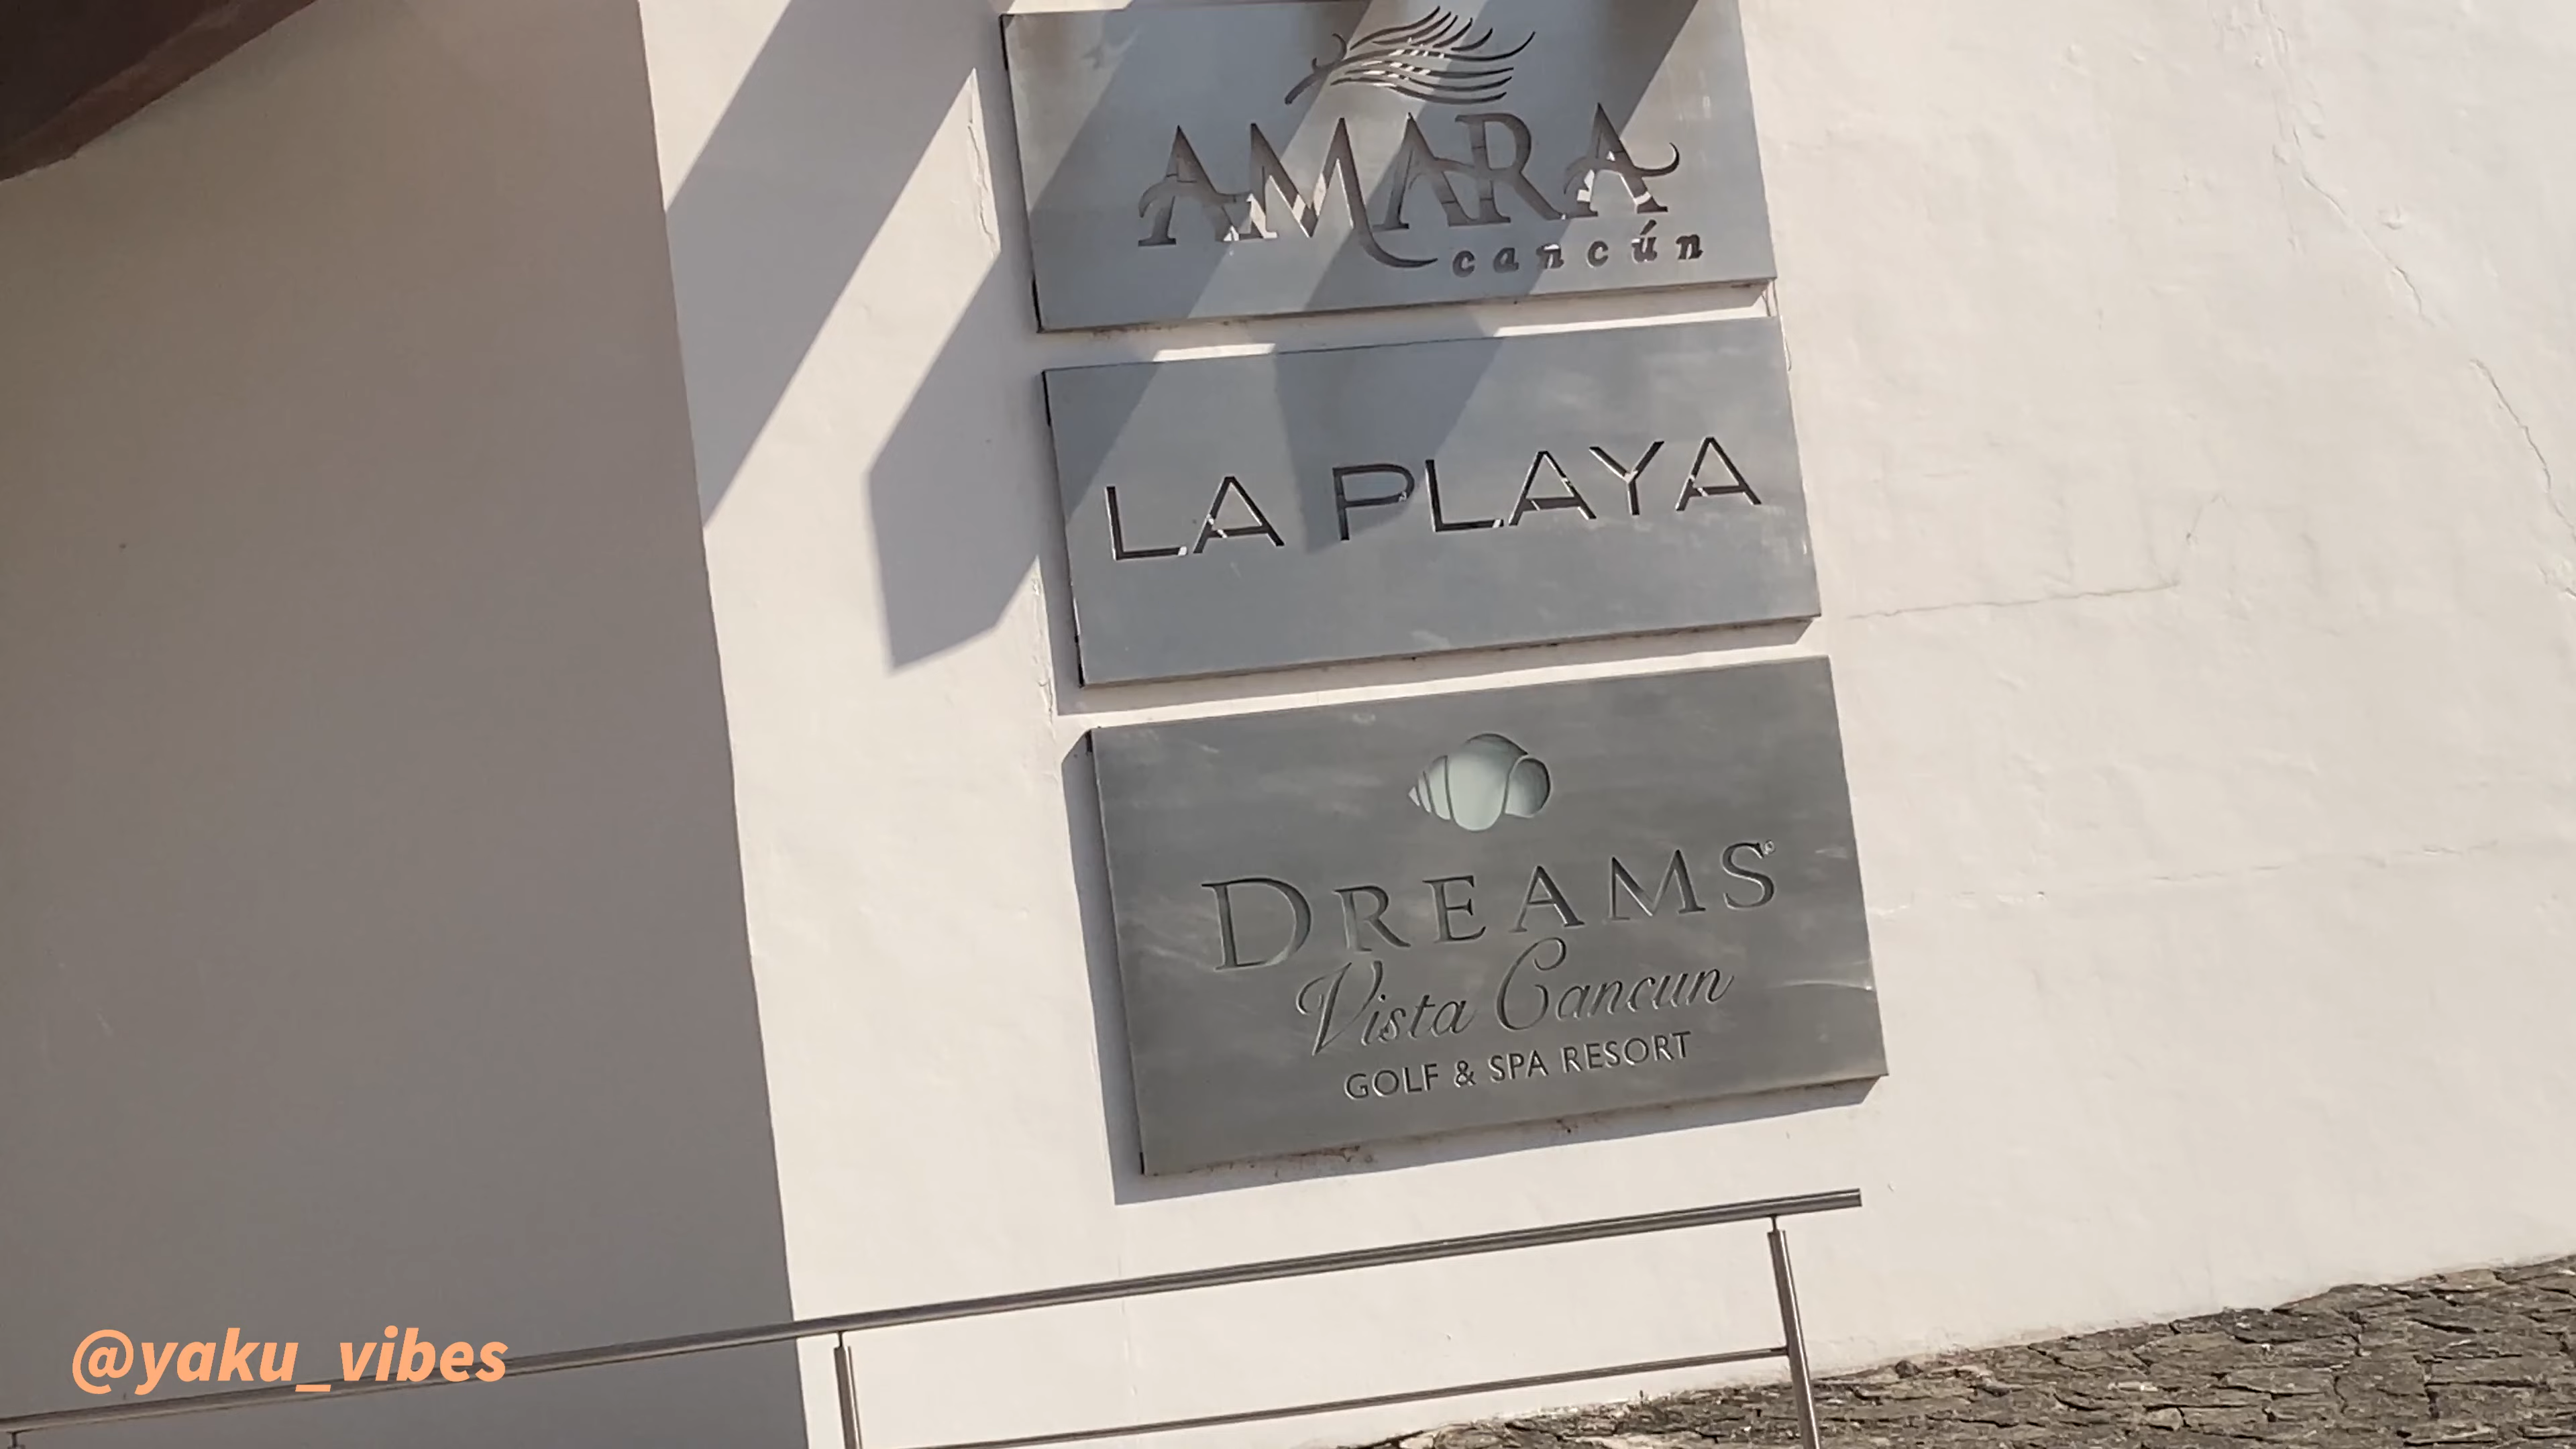 AMARA
cancún
LA PLAYA
DREAMS®
Vista Cancun
GOLF & SPA RESORT
@yaku_vibes